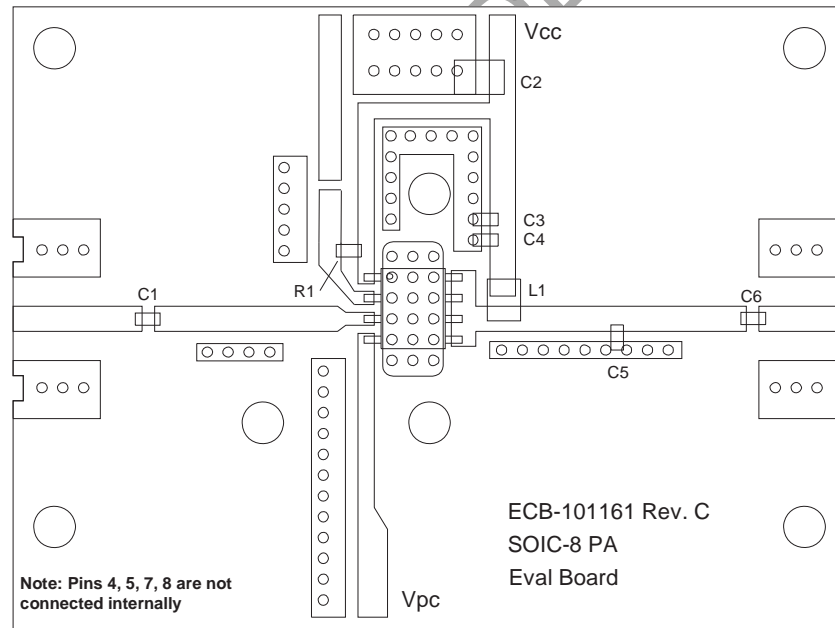 Vcc
C2
C3
C4
R1
L1
C1
C6
C5
ECB-101161 Rev. C
SOIC-8 PA
Eval Board
Note: Pins 4, 5, 7, 8 are not
connected internally
Vpc